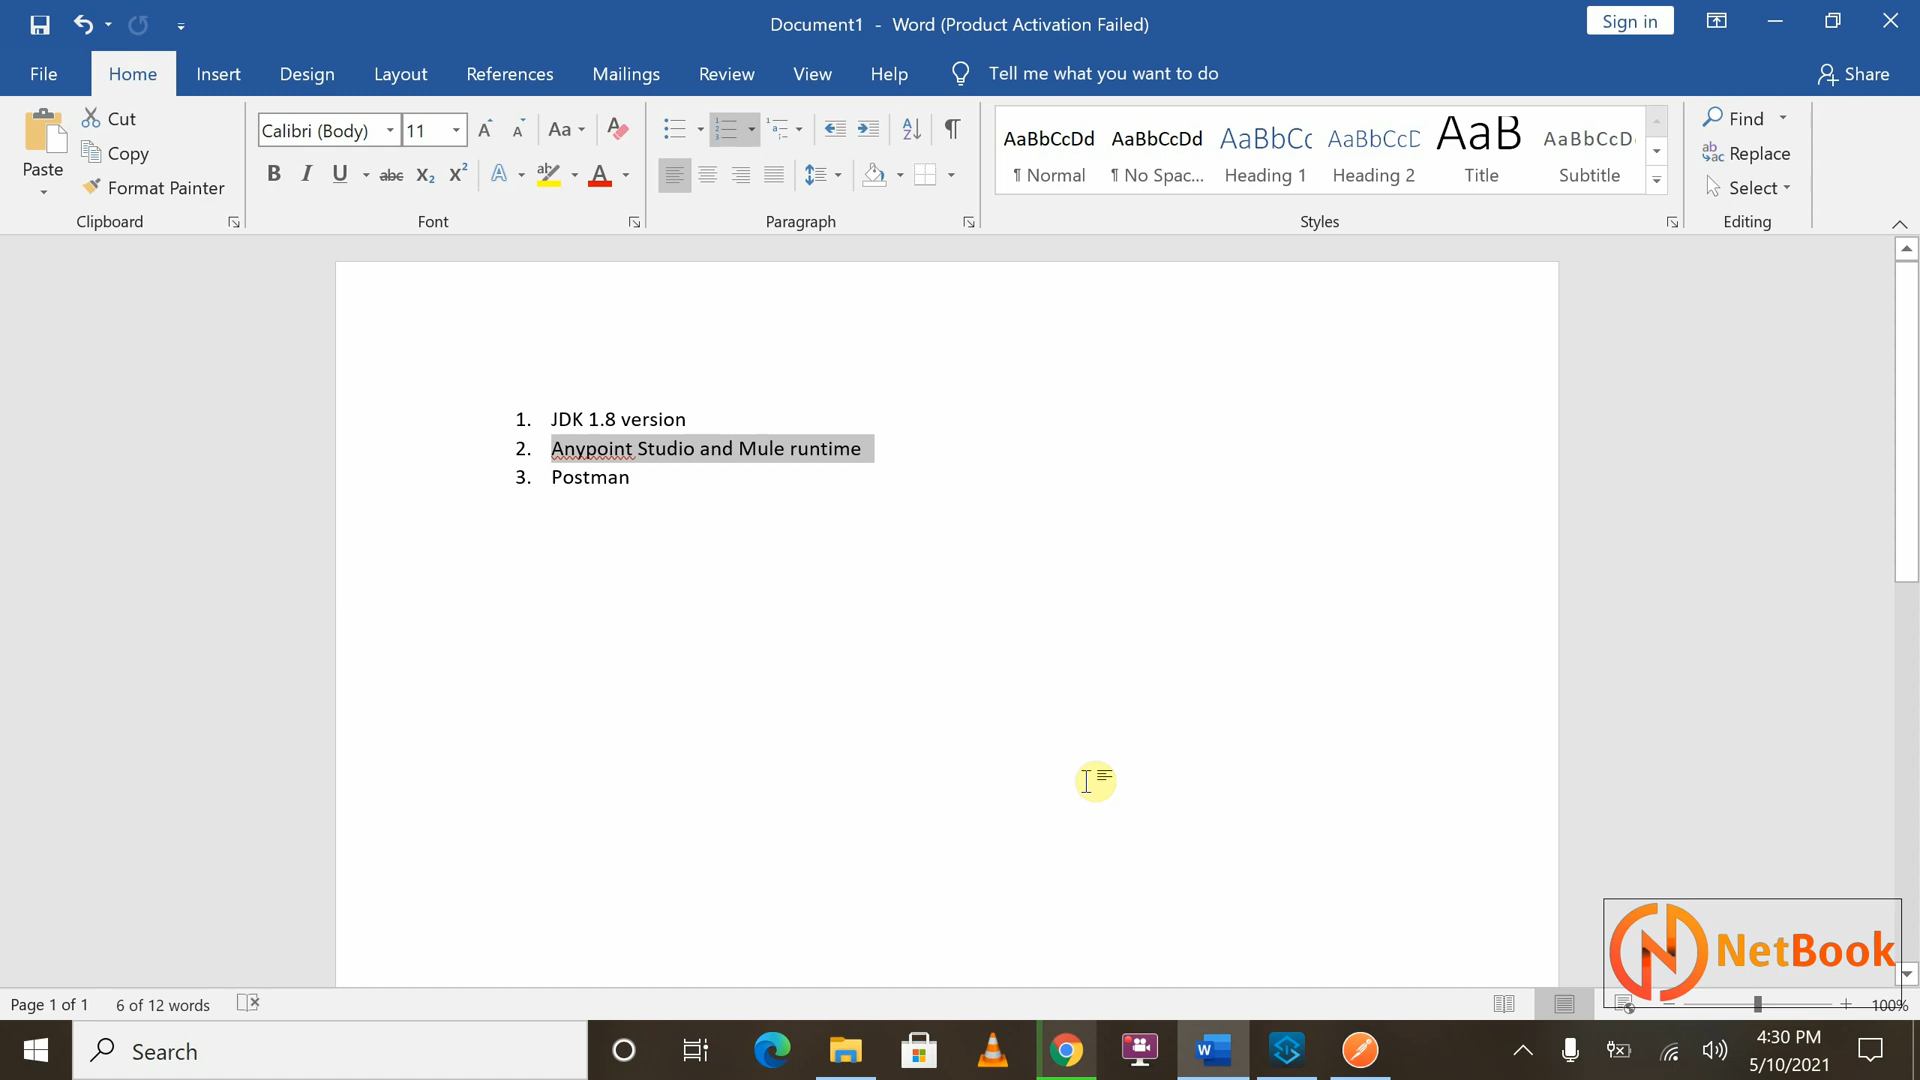 Document1 - Word (Product Activation Failed)
Sign in
File Home Insert Design Layout References Mailings Review View Help Tell me what you want to do
Share
Paste
Cut
Copy
Format Painter
Clipboard
Calibri (Body) 11
Font
Paragraph
AaBbCcDd AaBbCcDd AaBbCc AaBbCcD AaB AaBbCcD
¶ Normal ¶ No Spac... Heading 1 Heading 2 Title Subtitle
Styles
Find
Replace
Select
Editing
1. JDK 1.8 version
2. Anypoint Studio and Mule runtime
3. Postman
NetBook
Page 1 of 1 6 of 12 words
100%
Search
4:30 PM
5/10/2021